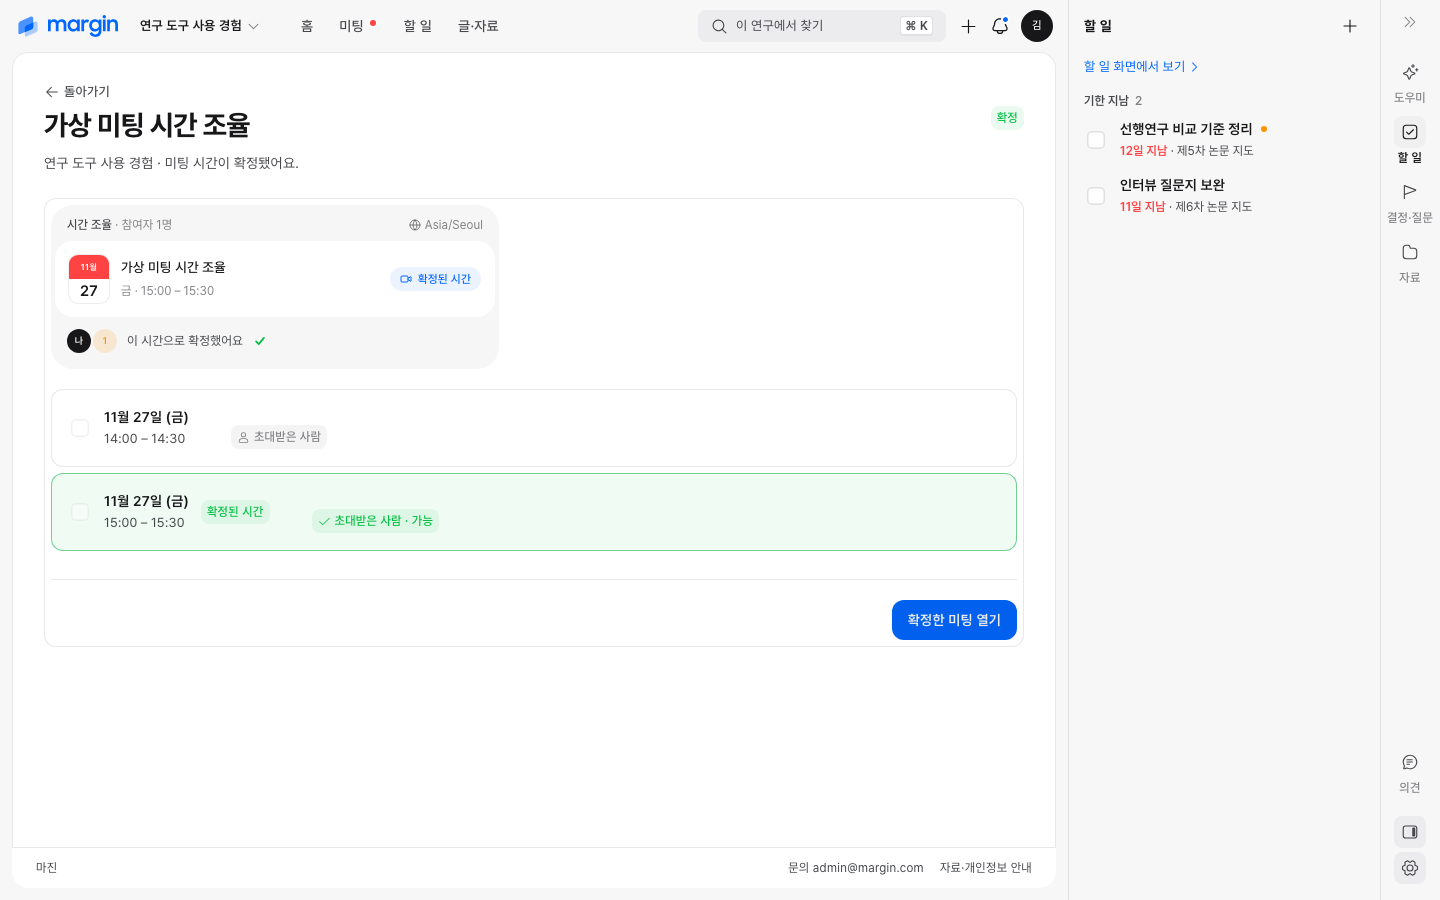 margin
연구 도구 사용 경험
홈
미팅
할 일
글·자료
이 연구에서 찾기
⌘ K
김
돌아가기
가상 미팅 시간 조율
확정
연구 도구 사용 경험 · 미팅 시간이 확정됐어요.
시간 조율 · 참여자 1명
Asia/Seoul
11월
27
가상 미팅 시간 조율
금 · 15:00 – 15:30
확정된 시간
나
1
이 시간으로 확정했어요
11월 27일 (금)
14:00 – 14:30
초대받은 사람
11월 27일 (금)
15:00 – 15:30
확정된 시간
초대받은 사람 · 가능
확정한 미팅 열기
마진
문의 admin@margin.com
자료·개인정보 안내
할 일
할 일 화면에서 보기
기한 지남 2
선행연구 비교 기준 정리
12일 지남 · 제5차 논문 지도
인터뷰 질문지 보완
11일 지남 · 제6차 논문 지도
도우미
할 일
결정·질문
자료
의견